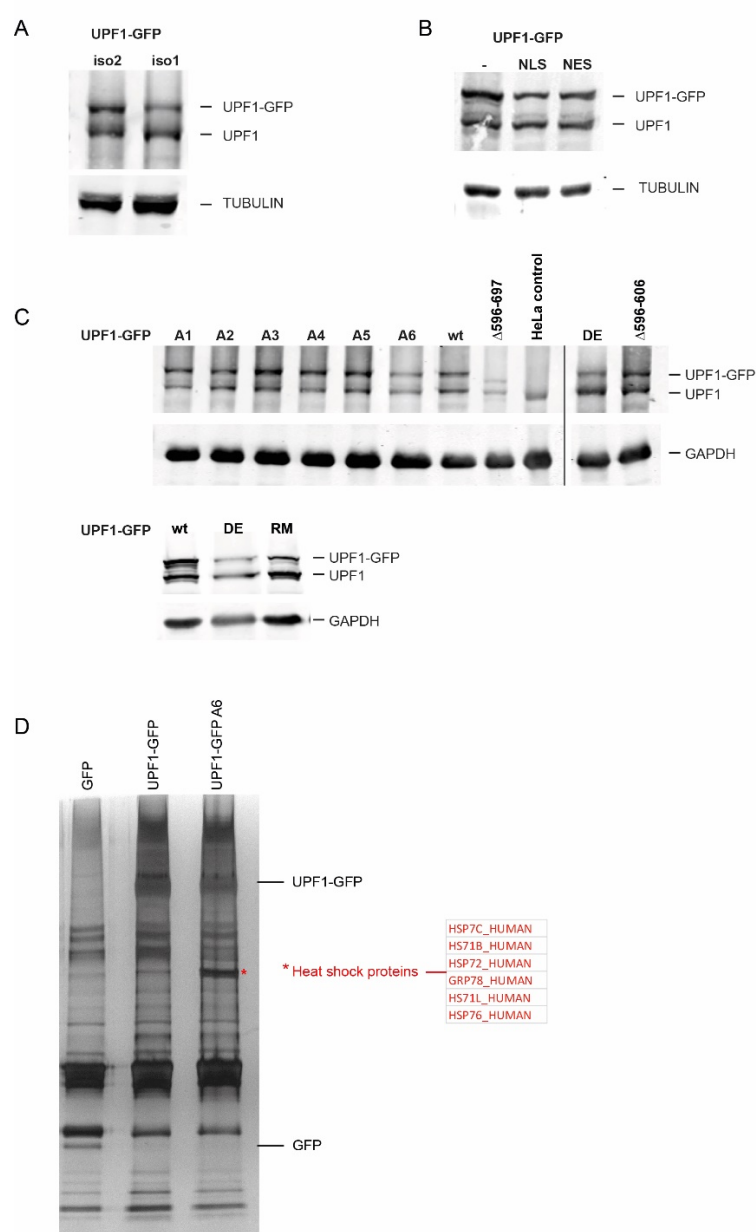 A
UPF1-GFP
iso2 iso1
UPF1-GFP
UPF1
TUBULIN
B
UPF1-GFP
- NLS NES
UPF1-GFP
UPF1
TUBULIN
C
UPF1-GFP A1 A2 A3 A4 A5 A6 wt Δ596-697 HeLa control DE Δ596-606
UPF1-GFP
UPF1
GAPDH
UPF1-GFP wt DE RM
UPF1-GFP
UPF1
GAPDH
D
GFP UPF1-GFP UPF1-GFP A6
UPF1-GFP
*
* Heat shock proteins
HSP7C_HUMAN
HS71B_HUMAN
HSP72_HUMAN
GRP78_HUMAN
HS71L_HUMAN
HSP76_HUMAN
GFP